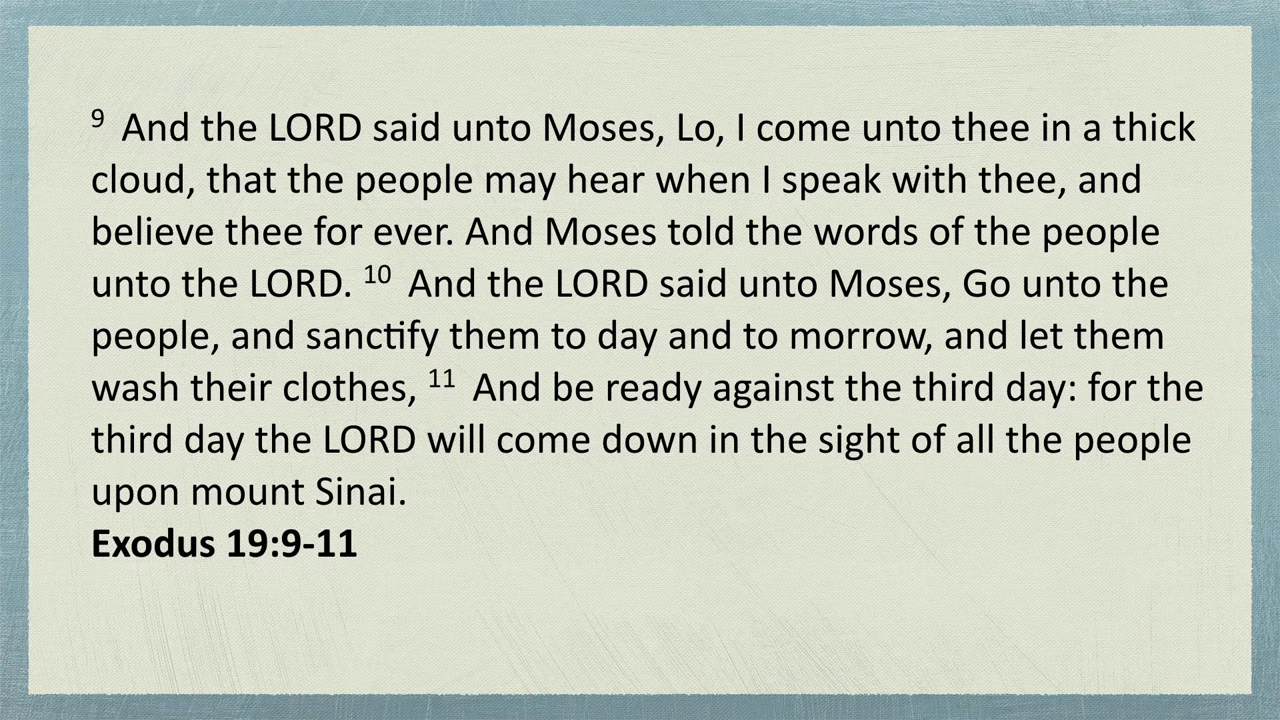 ⁹ And the LORD said unto Moses, Lo, I come unto thee in a thick
cloud, that the people may hear when I speak with thee, and
believe thee for ever. And Moses told the words of the people
unto the LORD. ¹⁰ And the LORD said unto Moses, Go unto the
people, and sanctify them to day and to morrow, and let them
wash their clothes, ¹¹ And be ready against the third day: for the
third day the LORD will come down in the sight of all the people
upon mount Sinai.
Exodus 19:9-11